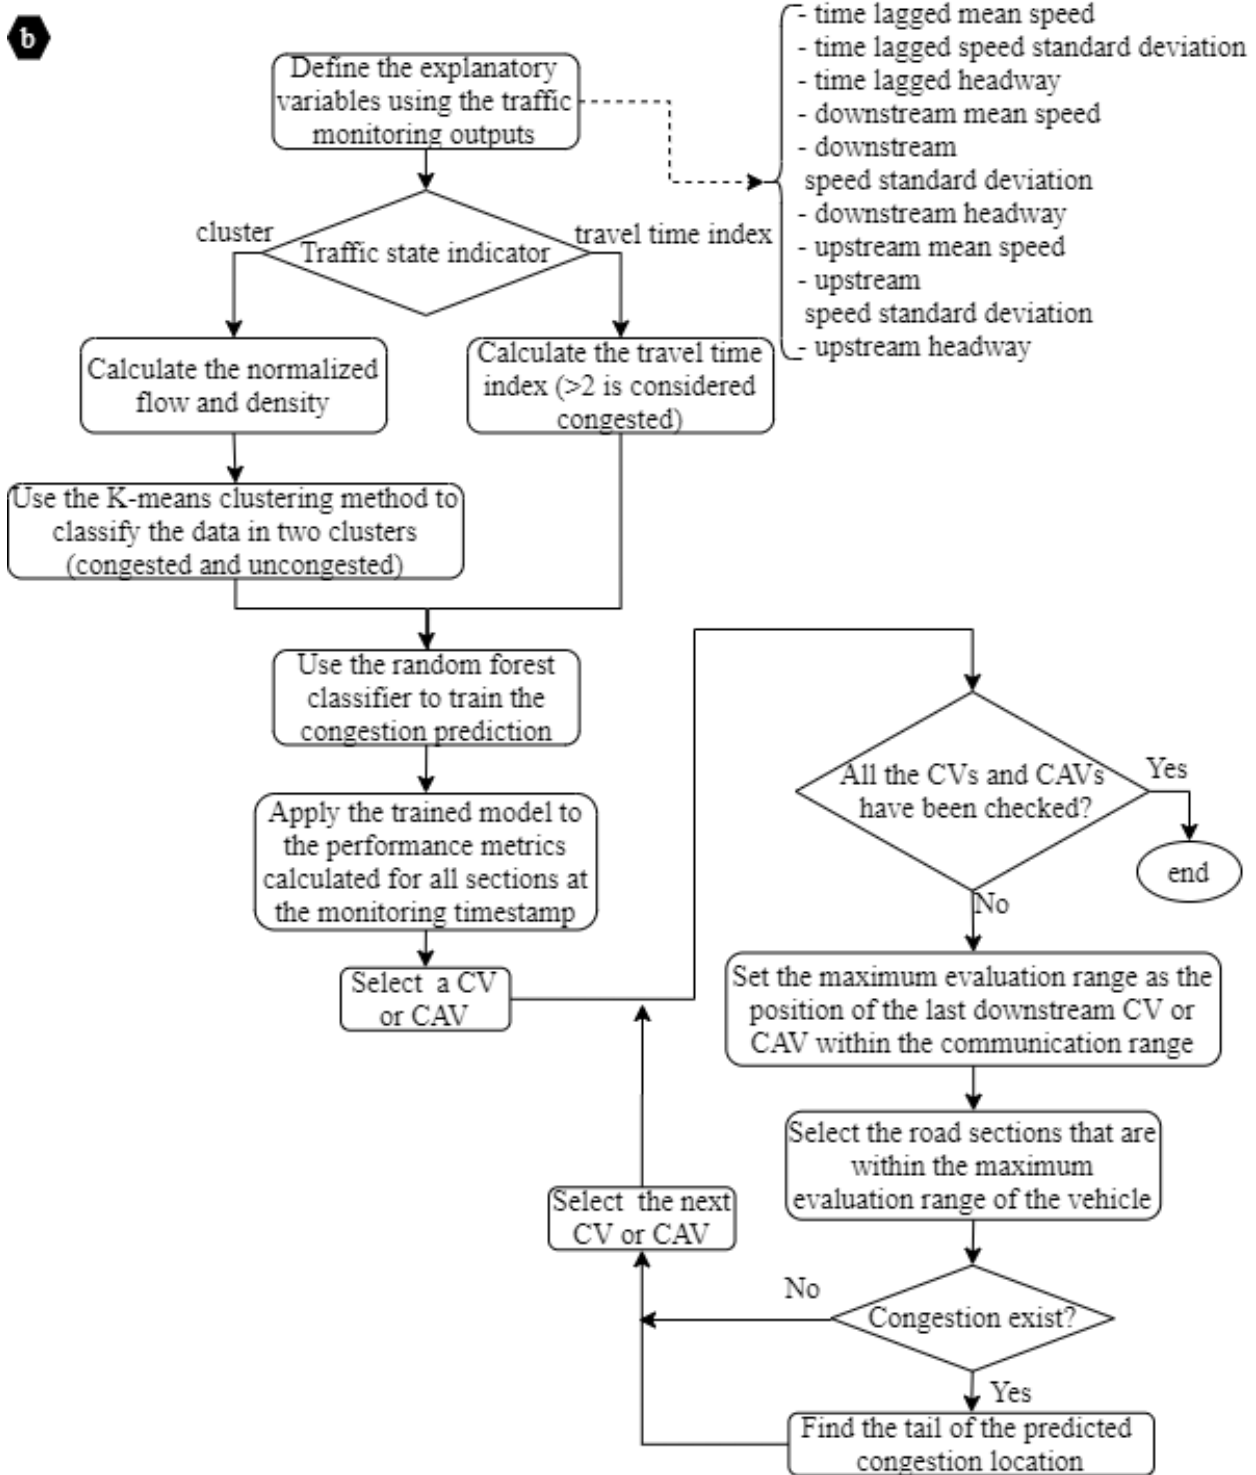 b
Define the explanatory
variables using the traffic
monitoring outputs
- time lagged mean speed
- time lagged speed standard deviation
- time lagged headway
- downstream mean speed
- downstream
speed standard deviation
- downstream headway
- upstream mean speed
- upstream
speed standard deviation
- upstream headway
cluster
Traffic state indicator
travel time index
Calculate the normalized
flow and density
Calculate the travel time
index (>2 is considered
congested)
Use the K-means clustering method to
classify the data in two clusters
(congested and uncongested)
Use the random forest
classifier to train the
congestion prediction
Apply the trained model to
the performance metrics
calculated for all sections at
the monitoring timestamp
Select a CV
or CAV
All the CVs and CAVs
have been checked?
Yes
end
No
Set the maximum evaluation range as the
position of the last downstream CV or
CAV within the communication range
Select the road sections that are
within the maximum
evaluation range of the vehicle
Select the next
CV or CAV
No
Congestion exist?
Yes
Find the tail of the predicted
congestion location